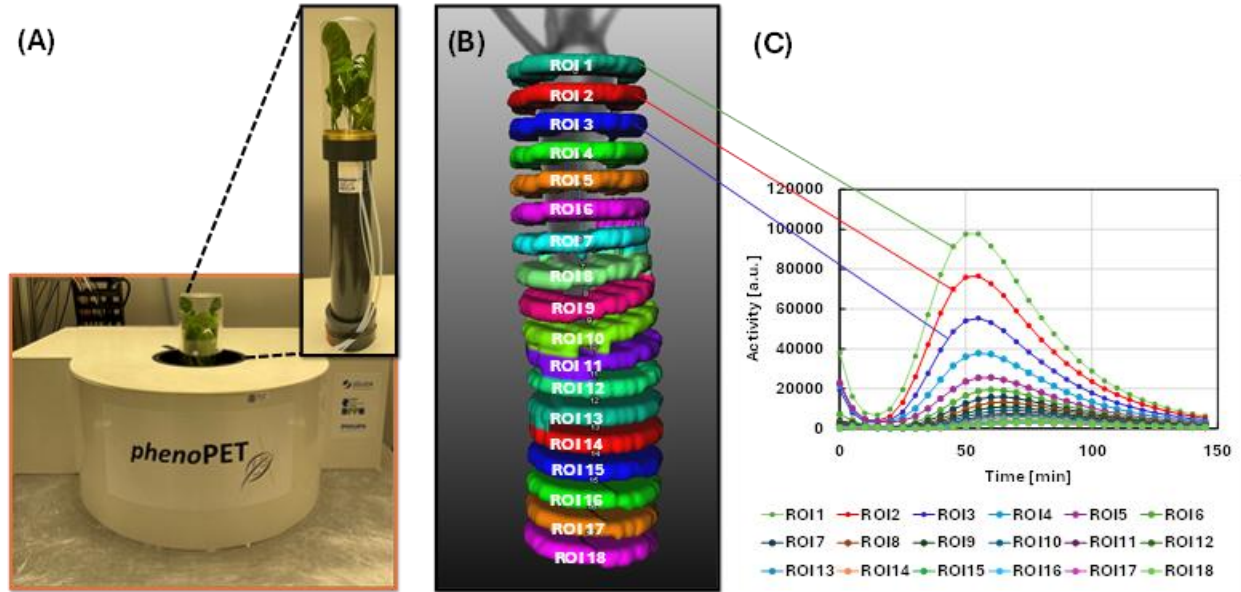 (A)
phenoPET
JÜLICH
PHILIPS
(B)
ROI 1
ROI 2
ROI 3
ROI 4
ROI 5
ROI 6
ROI 7
ROI 8
ROI 9
ROI 10
ROI 11
ROI 12
ROI 13
ROI 14
ROI 15
ROI 16
ROI 17
ROI 18
(C)
Activity [a.u.]
120000
100000
80000
60000
40000
20000
0
0 50 100 150
Time [min]
ROI1 ROI2 ROI3 ROI4 ROI5 ROI6
ROI7 ROI8 ROI9 ROI10 ROI11 ROI12
ROI13 ROI14 ROI15 ROI16 ROI17 ROI18